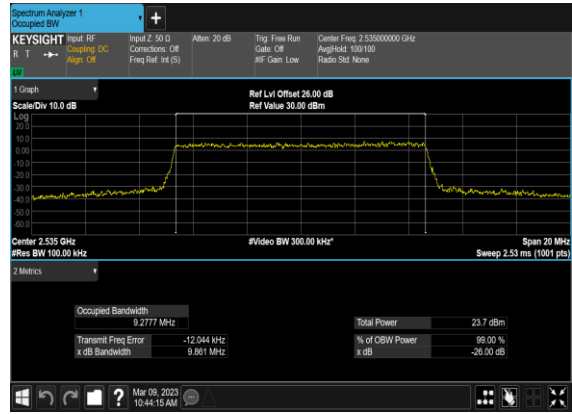 Spectrum Analyzer 1
Occupied BW
+
KEYSIGHT Input: RF Input Z: 50 Ω Atten: 20 dB Trig: Free Run Center Freq: 2.535000000 GHz
R T Coupling: DC Corrections: Off Gate: Off Avg|Hold: 100/100
Align: Off Freq Ref: Int (S) #IF Gain: Low Radio Std: None
LXI
1 Graph
Ref Lvl Offset 26.00 dB
Scale/Div 10.0 dB Ref Value 30.00 dBm
Log
20.0
10.0
0.00
-10.0
-20.0
-30.0
-40.0
-50.0
-60.0
Center 2.535 GHz #Video BW 300.00 kHz* Span 20 MHz
#Res BW 100.00 kHz Sweep 2.53 ms (1001 pts)
2 Metrics
Occupied Bandwidth
9.2777 MHz Total Power 23.7 dBm
Transmit Freq Error -12.044 kHz % of OBW Power 99.00 %
x dB Bandwidth 9.861 MHz x dB -26.00 dB
? Mar 09, 2023
10:44:15 AM